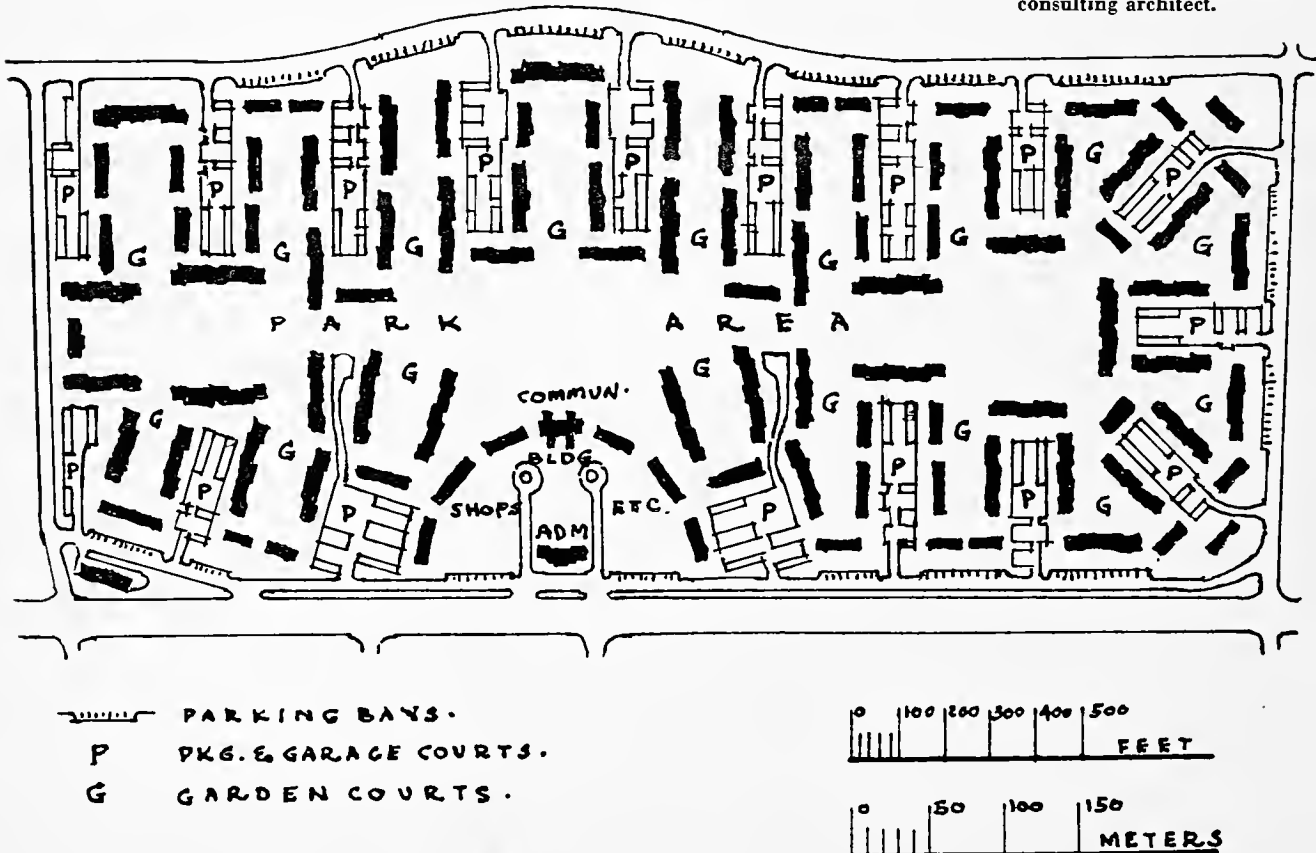 consulting architect.
P P P P P P P P G P
G G G G G G G G
PARK AREA P
G G
COMMUN.
G G G
G G
BLDG.
P P P
P P
P SHOPS ETC. P G
ADM
PARKING BAYS.
P PKG. & GARAGE COURTS.
G GARDEN COURTS.
0 100 200 300 400 500
FEET
0 50 100 150
METERS